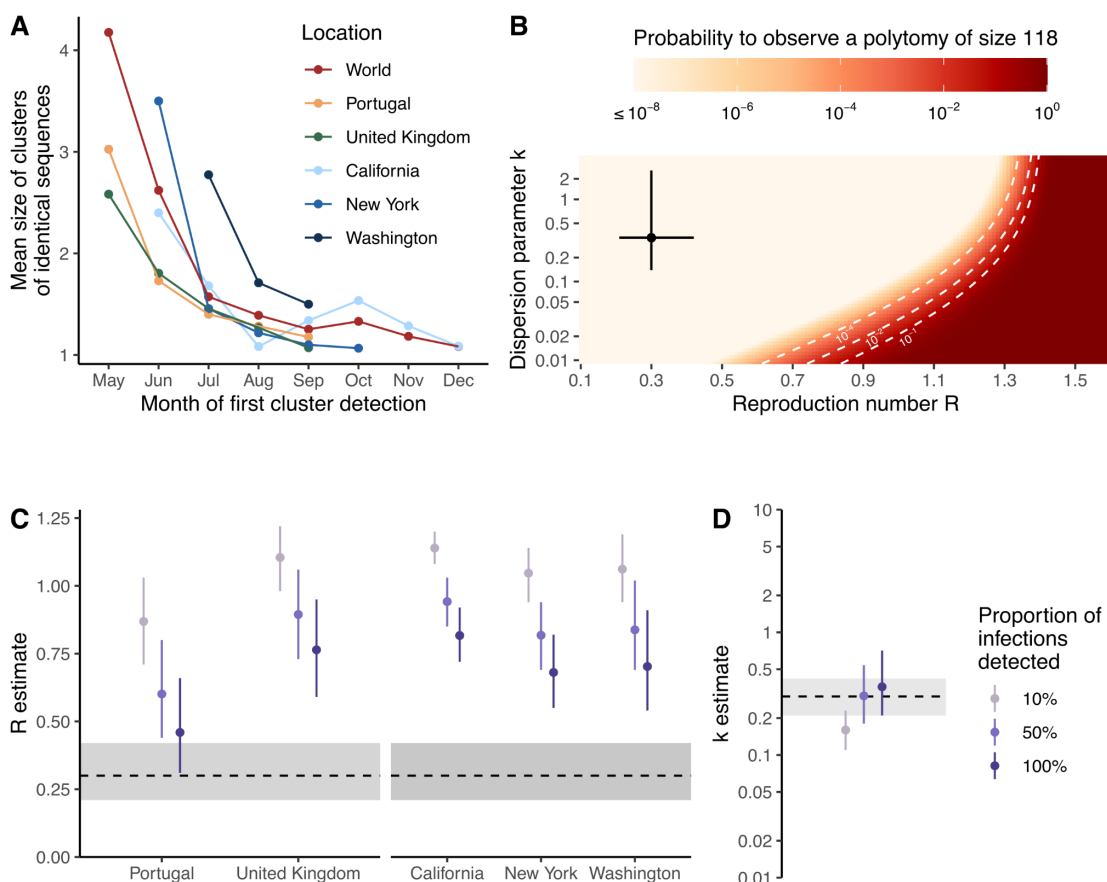 A
Mean size of clusters
of identical sequences
4
3
2
1
May Jun Jul Aug Sep Oct Nov Dec
Month of first cluster detection
Location
World
Portugal
United Kingdom
California
New York
Washington
B
Probability to observe a polytomy of size 118
≤ 10⁻⁸ 10⁻⁶ 10⁻⁴ 10⁻² 10⁰
Dispersion parameter k
2
1
0.5
0.2
0.1
0.05
0.02
0.01
10⁻⁴ 10⁻² 10⁻¹
0.1 0.3 0.5 0.7 0.9 1.1 1.3 1.5
Reproduction number R
C
R estimate
1.25
1.00
0.75
0.50
0.25
0.00
Portugal United Kingdom California New York Washington
D
k estimate
10
5
2
1
0.5
0.2
0.1
0.05
0.02
0.01
Proportion of
infections
detected
10%
50%
100%